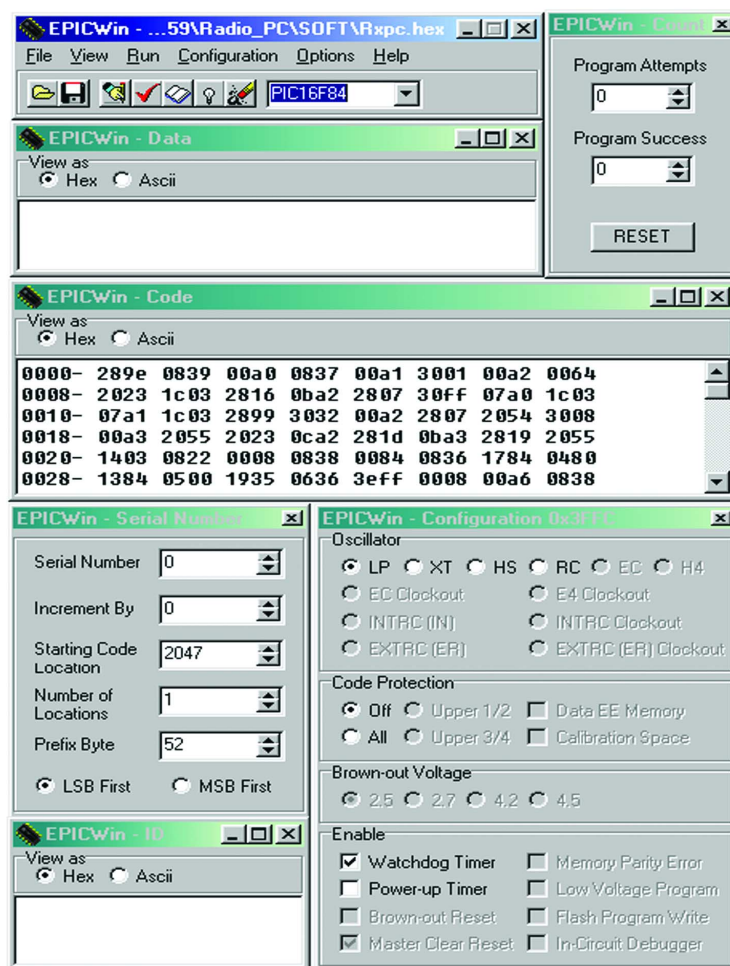 EPICWin - ...59\Radio_PC\SOFT\Rxpc.hex
File View Run Configuration Options Help
PIC16F84
EPICWin - Count
Program Attempts
0
Program Success
0
RESET
EPICWin - Data
View as
Hex Ascii
EPICWin - Code
View as
Hex Ascii
0000- 289e 0839 00a0 0837 00a1 3001 00a2 0064
0008- 2023 1c03 2816 0ba2 2807 30ff 07a0 1c03
0010- 07a1 1c03 2899 3032 00a2 2807 2054 3008
0018- 00a3 2055 2023 0ca2 281d 0ba3 2819 2055
0020- 1403 0822 0008 0838 0084 0836 1784 0480
0028- 1384 0500 1935 0636 3eff 0008 00a6 0838
EPICWin - Serial Number
Serial Number 0
Increment By 0
Starting Code Location 2047
Number of Locations 1
Prefix Byte 52
LSB First MSB First
EPICWin - ID
View as
Hex Ascii
EPICWin - Configuration
Oscillator
LP XT HS RC EC H4
EC Clockout E4 Clockout
INTRC (IN) INTRC Clockout
EXTRC (ER) EXTRC (ER) Clockout
Code Protection
Off Upper 1/2 Data EE Memory
All Upper 3/4 Calibration Space
Brown-out Voltage
2.5 2.7 4.2 4.5
Enable
Watchdog Timer Memory Parity Error
Power-up Timer Low Voltage Program
Brown-out Reset Flash Program Write
Master Clear Reset In-Circuit Debugger